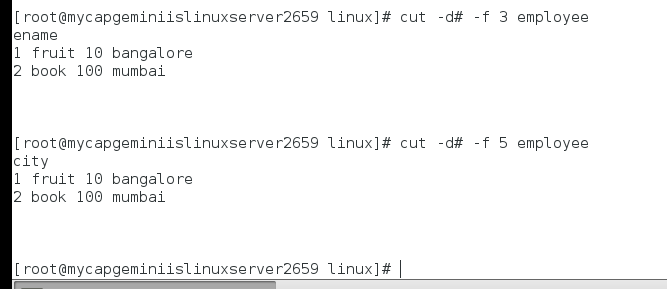 [root@mycapgeminiislinuxserver2659 linux]# cut -d# -f 3 employee
ename
1 fruit 10 bangalore
2 book 100 mumbai
[root@mycapgeminiislinuxserver2659 linux]# cut -d# -f 5 employee
city
1 fruit 10 bangalore
2 book 100 mumbai
[root@mycapgeminiislinuxserver2659 linux]#